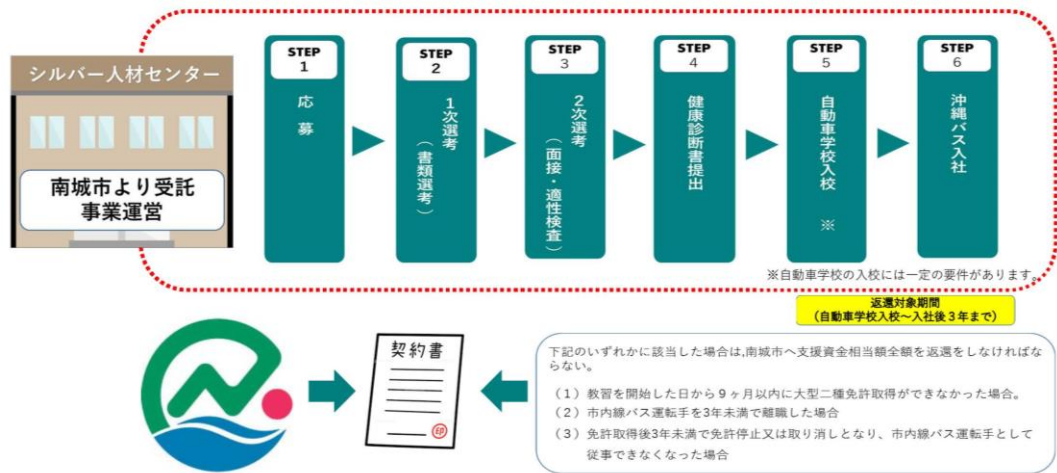 シルバー人材センター
南城市より受託
事業運営
STEP
1
応募
STEP
2
1次選考
（書類選考）
STEP
3
2次選考
（面接・適性検査）
STEP
4
健康診断書提出
STEP
5
自動車学校入校 ※
STEP
6
沖縄バス入社
※自動車学校の入校には一定の要件があります。
返還対象期間
（自動車学校入校～入社後３年まで）
契約書
印
下記のいずれかに該当した場合は,南城市へ支援資金相当額全額を返還をしなければな
らない。
（１）教習を開始した日から９ヶ月以内に大型二種免許取得ができなかった場合。
（２）市内線バス運転手を3年未満で離職した場合
（３）免許取得後3年未満で免許停止又は取り消しとなり、市内線バス運転手として
従事できなくなった場合